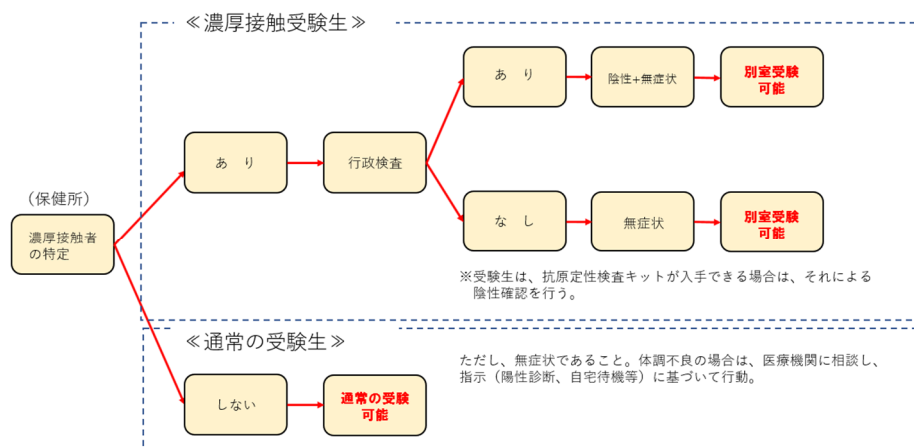 ≪濃厚接触受験生≫
あ り
陰性+無症状
別室受験
可能
あ り
行政検査
(保健所)
濃厚接触者
の特定
な し
無症状
別室受験
可能
※受験生は、抗原定性検査キットが入手できる場合は、それによる
陰性確認を行う。
≪通常の受験生≫
ただし、無症状であること。体調不良の場合は、医療機関に相談し、
指示（陽性診断、自宅待機等）に基づいて行動。
しない
通常の受験
可能